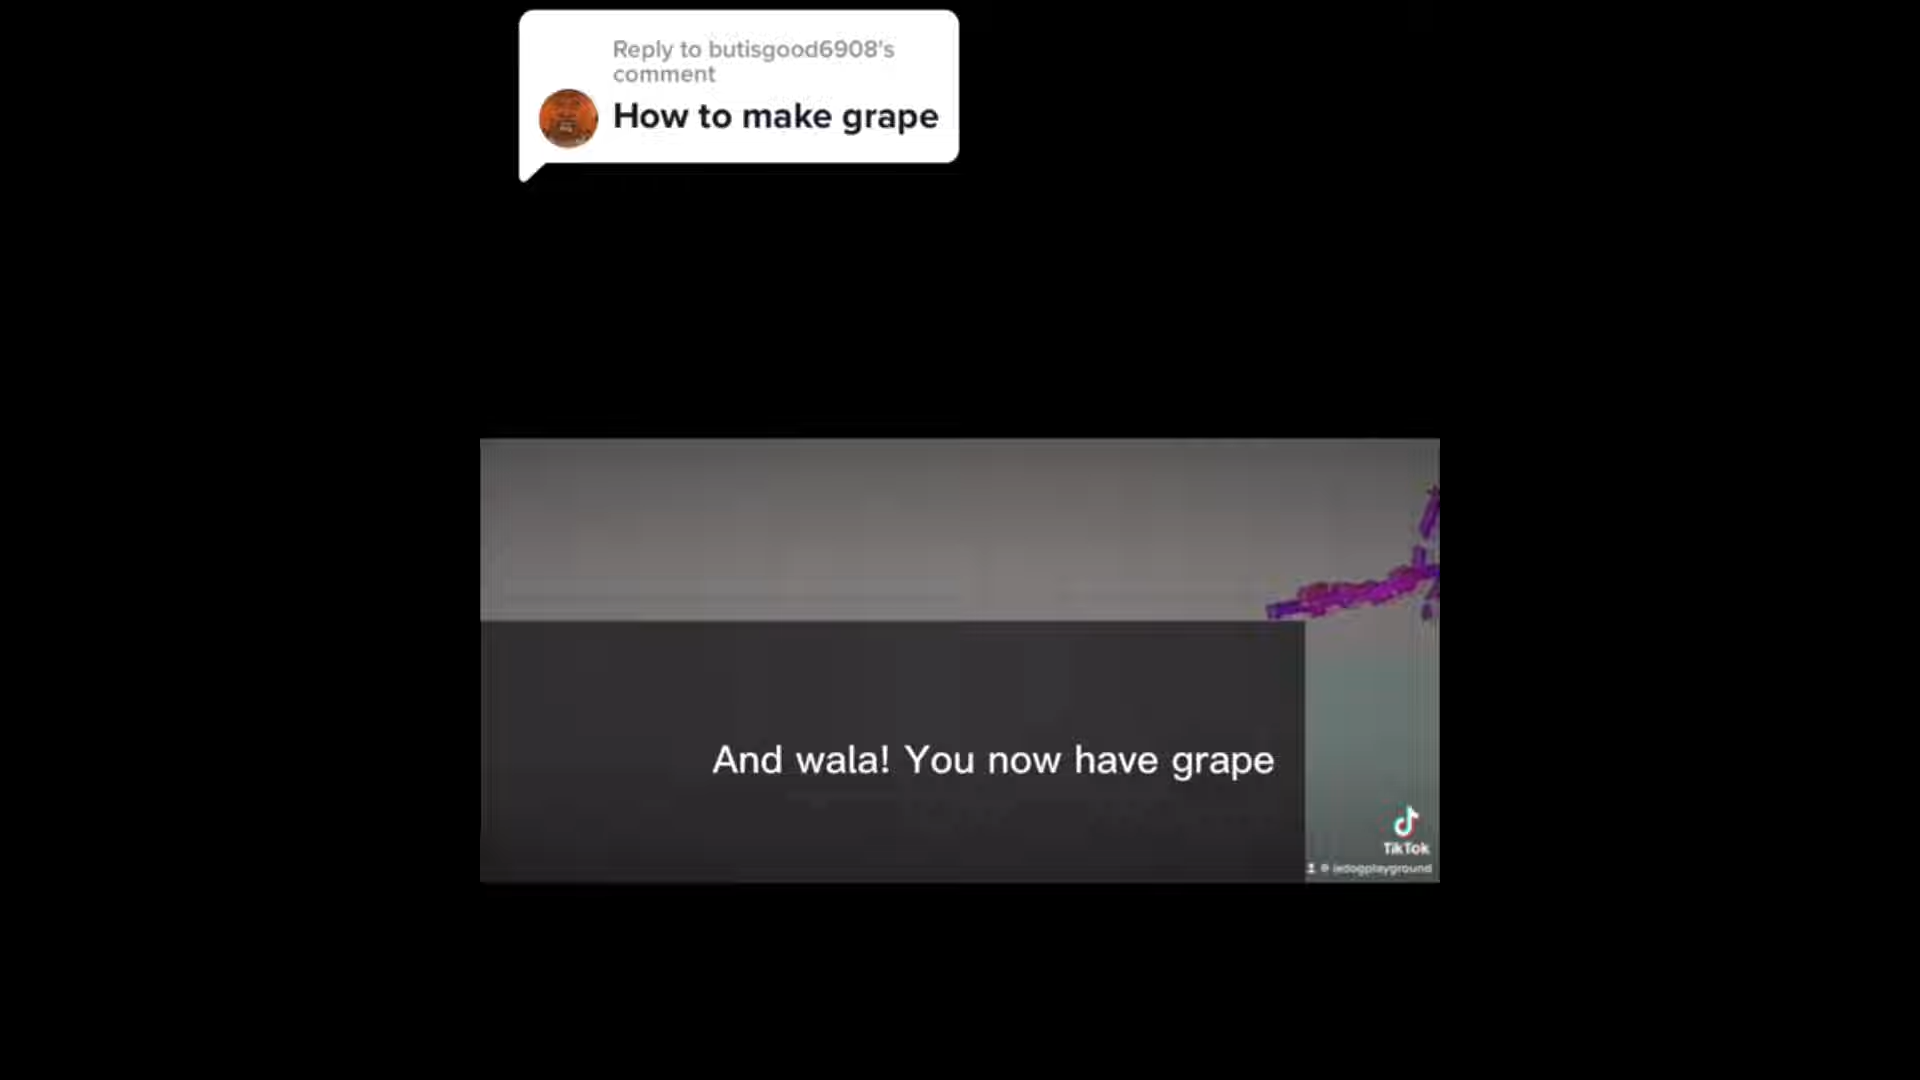 Reply to butisgood6908's
comment
How to make grape
And wala! You now have grape
TikTok